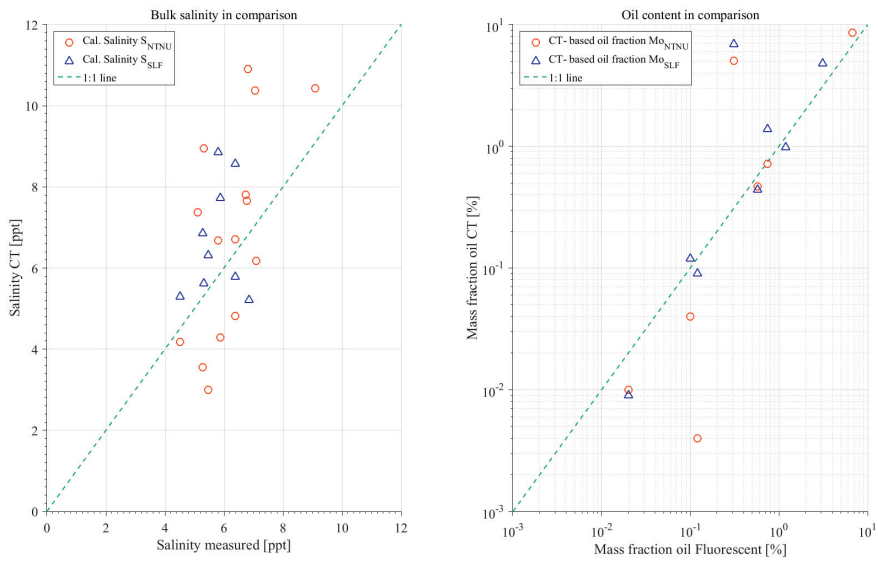 Bulk salinity in comparison
Cal. Salinity S_NTNU
Cal. Salinity S_SLF
1:1 line
12
10
8
6
4
2
0
Salinity CT [ppt]
0 2 4 6 8 10 12
Salinity measured [ppt]
Oil content in comparison
CT- based oil fraction Mo_NTNU
CT- based oil fraction Mo_SLF
1:1 line
10^1
10^0
10^-1
10^-2
10^-3
Mass fraction oil CT [%]
10^-3 10^-2 10^-1 10^0 10^1
Mass fraction oil Fluorescent [%]